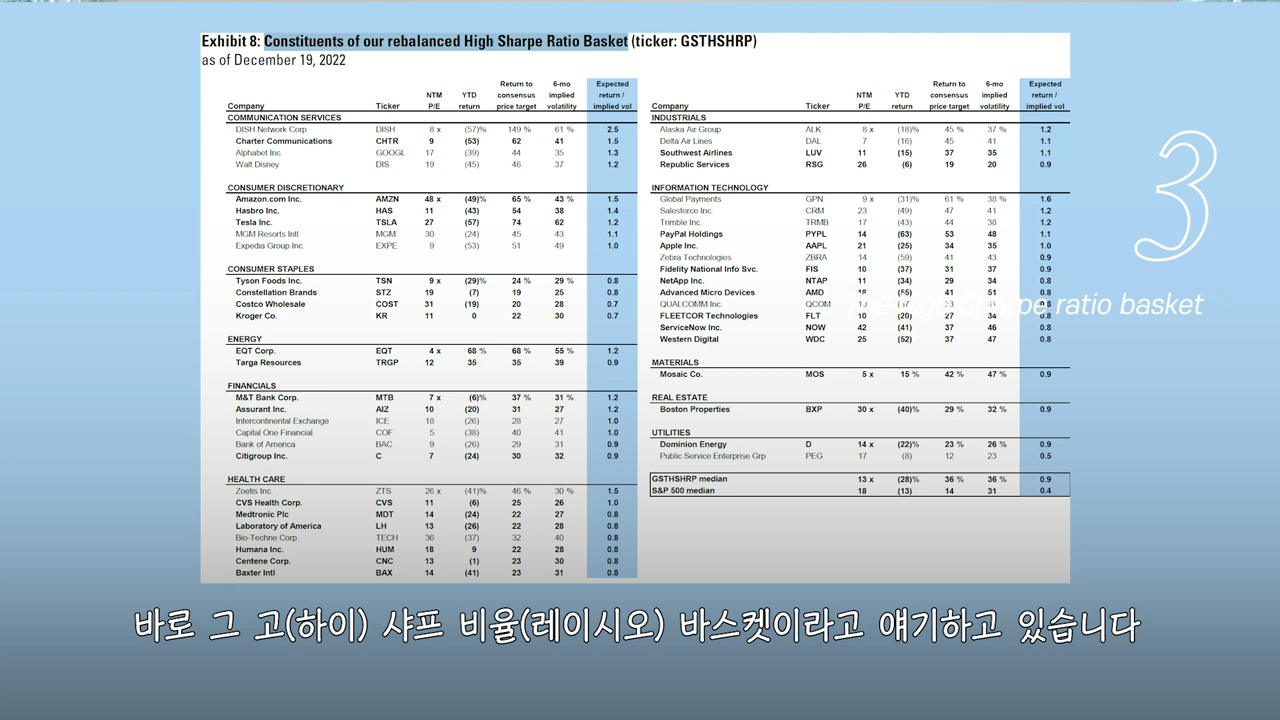 Exhibit 8: Constituents of our rebalanced High Sharpe Ratio Basket (ticker: GSTHSHRP)
as of December 19, 2022
Company Ticker NTM P/E YTD return Return to consensus price target 6-mo implied volatility Expected return / implied vol
COMMUNICATION SERVICES
DISH Network Corp. DISH 8 x (57)% 149 % 61 % 2.5
Charter Communications CHTR 9 (53) 62 41 1.5
Alphabet Inc. GOOGL 17 (39) 44 35 1.3
Walt Disney DIS 19 (45) 46 37 1.2
CONSUMER DISCRETIONARY
Amazon.com Inc. AMZN 48 x (49)% 65 % 43 % 1.5
Hasbro Inc. HAS 11 (43) 54 38 1.4
Tesla Inc. TSLA 27 (57) 74 62 1.2
MGM Resorts Intl MGM 30 (24) 45 43 1.1
Expedia Group Inc. EXPE 9 (53) 51 49 1.0
CONSUMER STAPLES
Tyson Foods Inc. TSN 9 x (29)% 24 % 29 % 0.8
Constellation Brands STZ 19 (7) 19 25 0.8
Costco Wholesale COST 31 (19) 20 28 0.7
Kroger Co. KR 11 0 22 30 0.7
ENERGY
EQT Corp. EQT 4 x 68 % 68 % 55 % 1.2
Targa Resources TRGP 12 35 35 39 0.9
FINANCIALS
M&T Bank Corp. MTB 7 x (6)% 37 % 31 % 1.2
Assurant Inc. AIZ 10 (20) 31 27 1.2
Intercontinental Exchange ICE 18 (26) 28 27 1.0
Capital One Financial COF 5 (38) 40 41 1.0
Bank of America BAC 9 (26) 29 31 0.9
Citigroup Inc. C 7 (24) 30 32 0.9
HEALTH CARE
Zoetis Inc. ZTS 26 x (41)% 46 % 30 % 1.5
CVS Health Corp. CVS 11 (6) 25 26 1.0
Medtronic Plc MDT 14 (24) 22 27 0.8
Laboratory of America LH 13 (26) 22 28 0.8
Bio-Techne Corp. TECH 36 (37) 32 40 0.8
Humana Inc. HUM 18 9 22 28 0.8
Centene Corp. CNC 13 (1) 23 30 0.8
Baxter Intl BAX 14 (41) 23 31 0.8
Company Ticker NTM P/E YTD return Return to consensus price target 6-mo implied volatility Expected return / implied vol
INDUSTRIALS
Alaska Air Group ALK 8 x (18)% 45 % 37 % 1.2
Delta Air Lines DAL 7 (16) 45 41 1.1
Southwest Airlines LUV 11 (15) 37 35 1.1
Republic Services RSG 26 (6) 19 20 0.9
INFORMATION TECHNOLOGY
Global Payments GPN 9 x (31)% 61 % 38 % 1.6
Salesforce Inc. CRM 23 (49) 47 41 1.2
Trimble Inc. TRMB 17 (43) 44 38 1.2
PayPal Holdings PYPL 14 (63) 53 48 1.1
Apple Inc. AAPL 21 (25) 34 35 1.0
Zebra Technologies ZBRA 14 (59) 41 43 0.9
Fidelity National Info Svc. FIS 10 (37) 31 37 0.9
NetApp Inc. NTAP 11 (34) 29 34 0.8
Advanced Micro Devices AMD 51 0.8
QUALCOMM Inc. QCOM
FLEETCOR Technologies FLT 10 (20) 27 0.8
ServiceNow Inc. NOW 42 (41) 37 46 0.8
Western Digital WDC 25 (52) 37 47 0.8
MATERIALS
Mosaic Co. MOS 5 x 15 % 42 % 47 % 0.9
REAL ESTATE
Boston Properties BXP 30 x (40)% 29 % 32 % 0.9
UTILITIES
Dominion Energy D 14 x (22)% 23 % 26 % 0.9
Public Service Enterprise Grp PEG 17 (8) 12 23 0.5
GSTHSHRP median 13 x (28)% 36 % 36 % 0.9
S&P 500 median 18 (13) 14 31 0.4
3
Sharpe ratio basket
바로 그 고(하이) 샤프 비율(레이시오) 바스켓이라고 얘기하고 있습니다